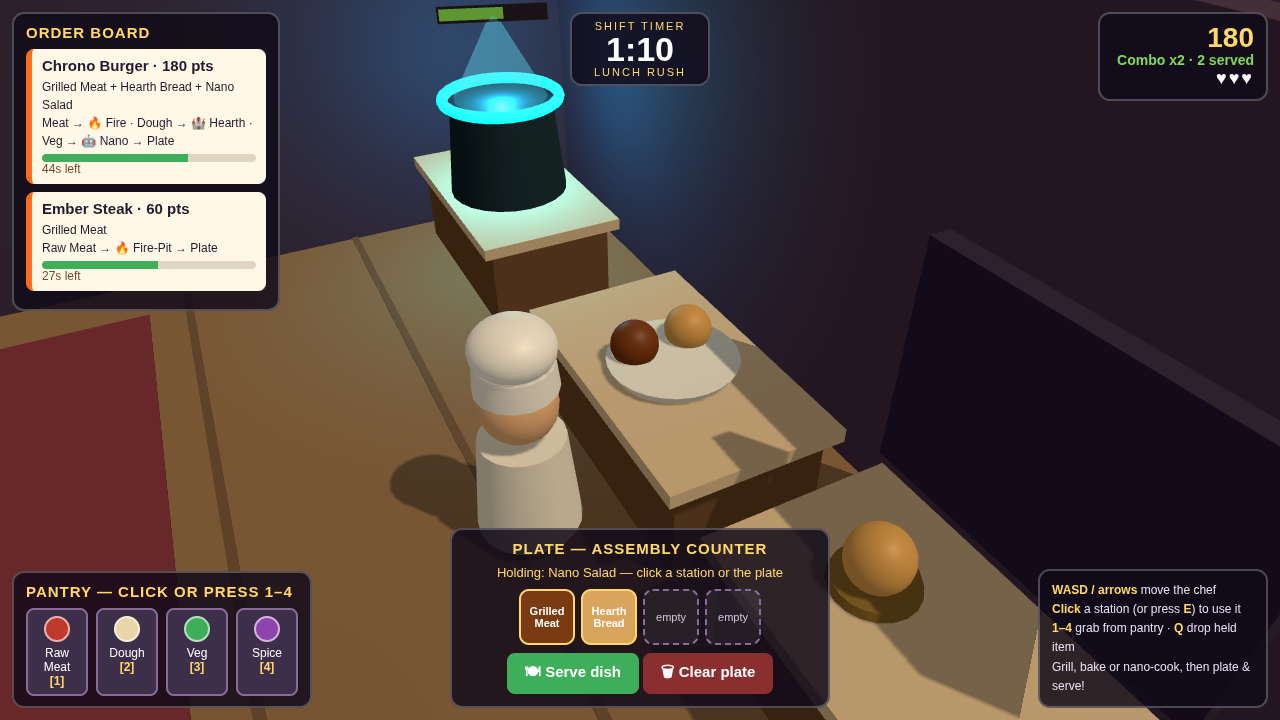 ORDER BOARD
Chrono Burger · 180 pts
Grilled Meat + Hearth Bread + Nano
Salad
Meat → 🔥 Fire · Dough → 🏰 Hearth ·
Veg → 🤖 Nano → Plate
44s left
Ember Steak · 60 pts
Grilled Meat
Raw Meat → 🔥 Fire-Pit → Plate
27s left
SHIFT TIMER
1:10
LUNCH RUSH
180
Combo x2 · 2 served
♥♥♥
PANTRY — CLICK OR PRESS 1–4
Raw
Meat
[1]
Dough
[2]
Veg
[3]
Spice
[4]
PLATE — ASSEMBLY COUNTER
Holding: Nano Salad — click a station or the plate
Grilled
Meat
Hearth
Bread
empty
empty
🍽 Serve dish
🗑 Clear plate
WASD / arrows move the chef
Click a station (or press E) to use it
1–4 grab from pantry · Q drop held
item
Grill, bake or nano-cook, then plate &
serve!